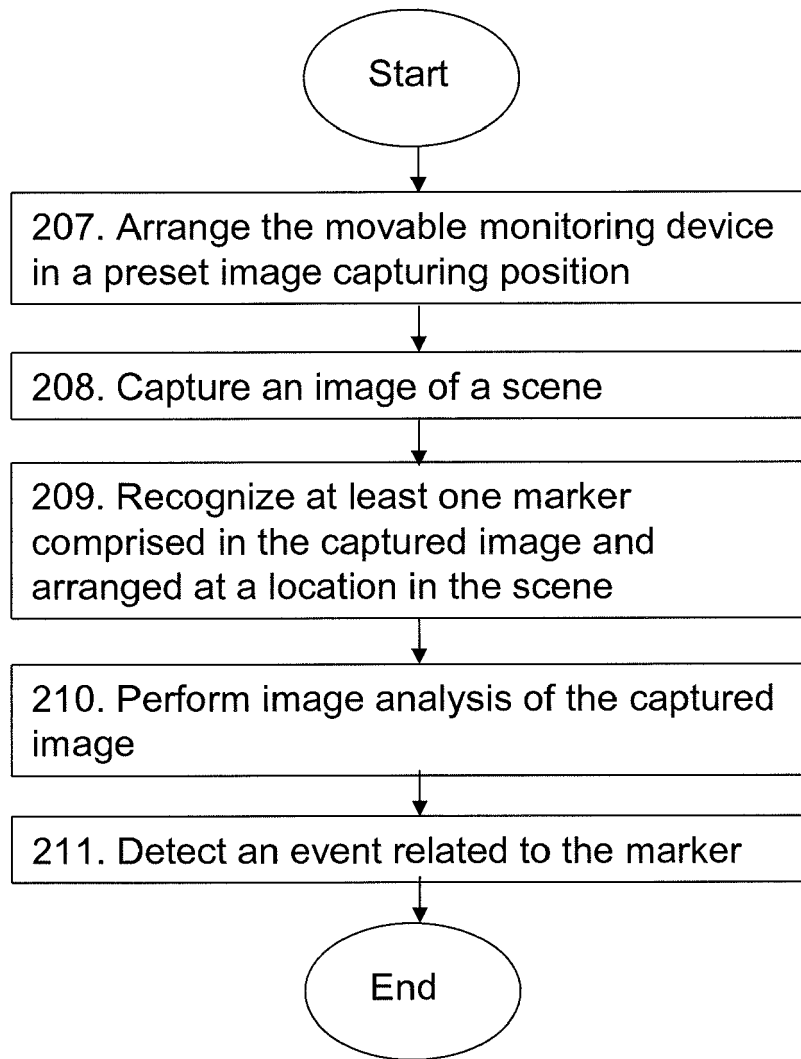 Start
207. Arrange the movable monitoring device
in a preset image capturing position
208. Capture an image of a scene
209. Recognize at least one marker
comprised in the captured image and
arranged at a location in the scene
210. Perform image analysis of the captured
image
211. Detect an event related to the marker
End